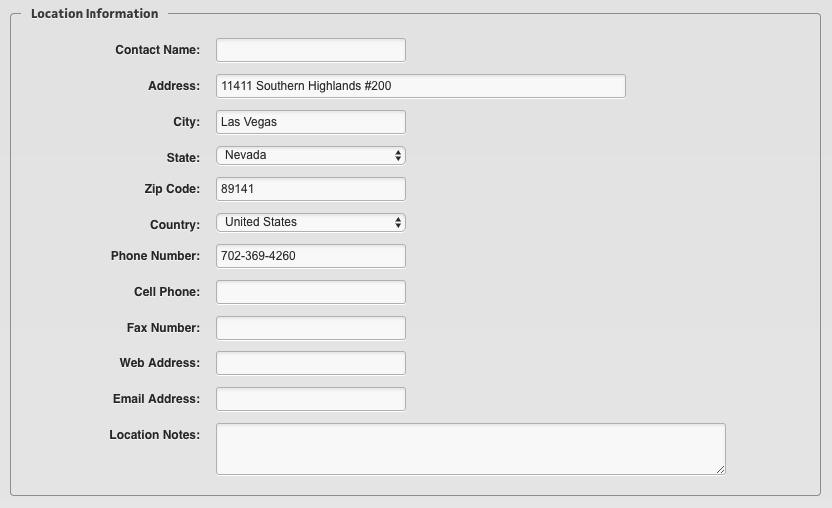 Location Information
Contact Name:
Address: 11411 Southern Highlands #200
City: Las Vegas
State: Nevada
Zip Code: 89141
Country: United States
Phone Number: 702-369-4260
Cell Phone:
Fax Number:
Web Address:
Email Address:
Location Notes: